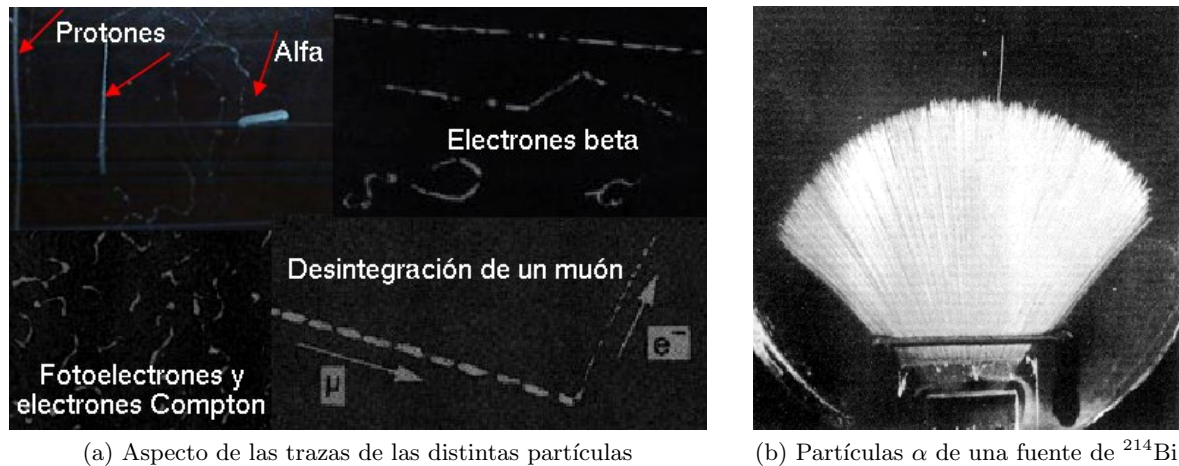 Protones
Alfa
Electrones beta
Desintegración de un muón
e⁻
μ
Fotoelectrones y
electrones Compton
(a) Aspecto de las trazas de las distintas partículas
(b) Partículas α de una fuente de ²¹⁴Bi